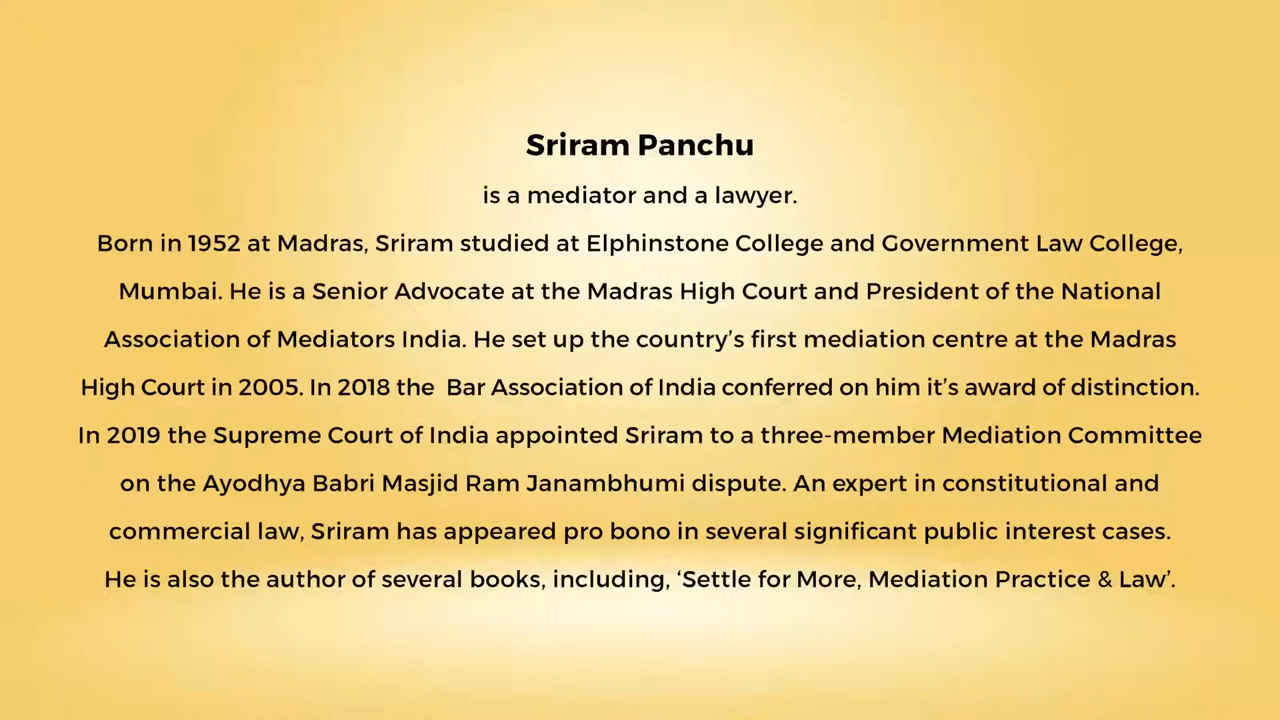 Sriram Panchu
is a mediator and a lawyer.
Born in 1952 at Madras, Sriram studied at Elphinstone College and Government Law College,
Mumbai. He is a Senior Advocate at the Madras High Court and President of the National
Association of Mediators India. He set up the country’s first mediation centre at the Madras
High Court in 2005. In 2018 the  Bar Association of India conferred on him it’s award of distinction.
In 2019 the Supreme Court of India appointed Sriram to a three-member Mediation Committee
on the Ayodhya Babri Masjid Ram Janambhumi dispute. An expert in constitutional and
commercial law, Sriram has appeared pro bono in several significant public interest cases.
He is also the author of several books, including, ‘Settle for More, Mediation Practice & Law’.